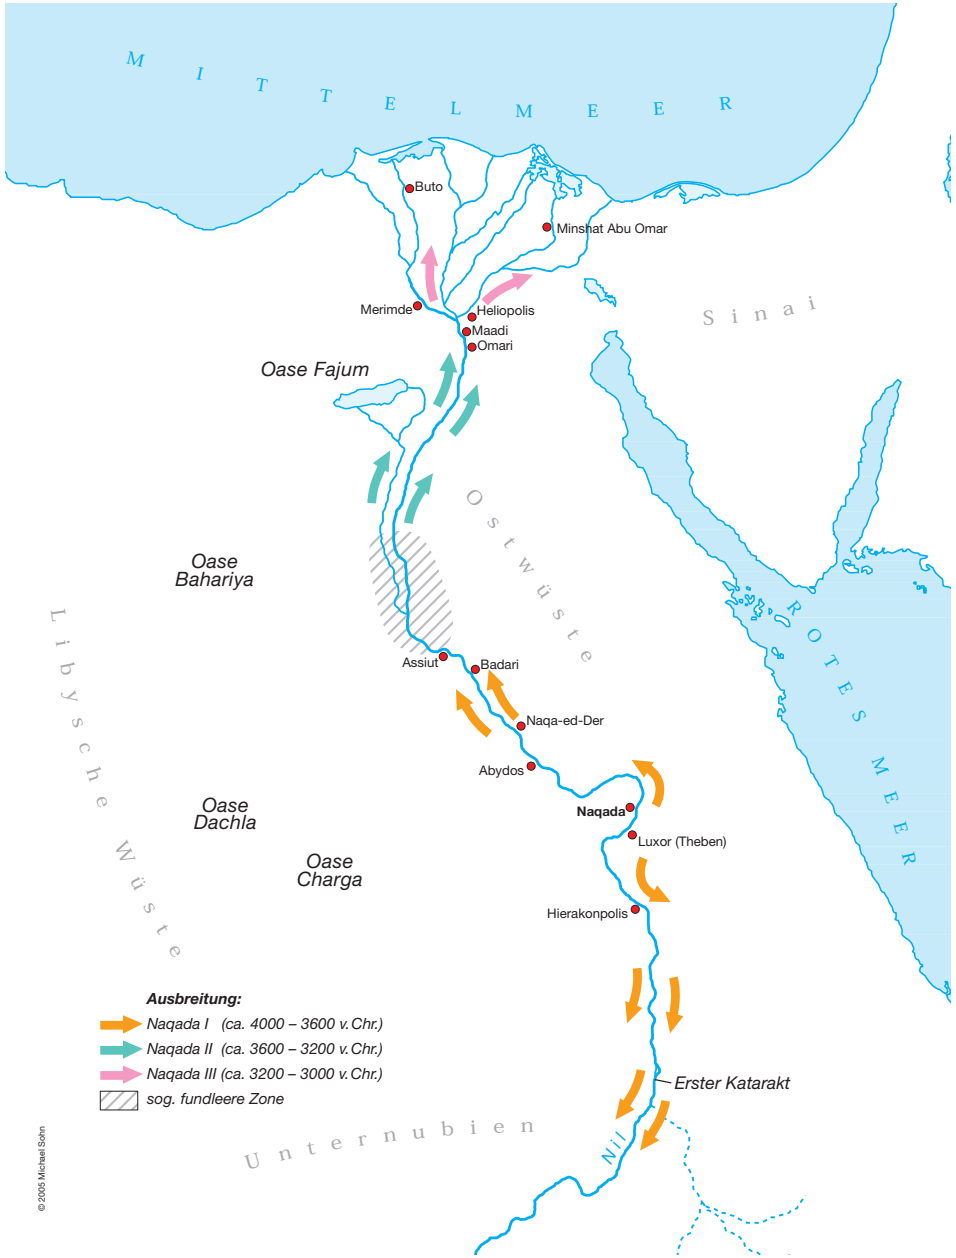 MITTELMEER
Buto
Minshat Abu Omar
Merimde
Heliopolis
Maadi
Omari
Sinai
Oase Fajum
Ostwüste
Oase
Bahariya
Libysche Wüste
ROTES MEER
Assiut
Badari
Naqa-ed-Der
Abydos
Naqada
Luxor (Theben)
Oase
Dachla
Oase
Charga
Hierakonpolis
Ausbreitung:
Naqada I (ca. 4000 – 3600 v. Chr.)
Naqada II (ca. 3600 – 3200 v. Chr.)
Naqada III (ca. 3200 – 3000 v. Chr.)
sog. fundleere Zone
Erster Katarakt
Unternubien
Nil
© 2005 Michael Sohn